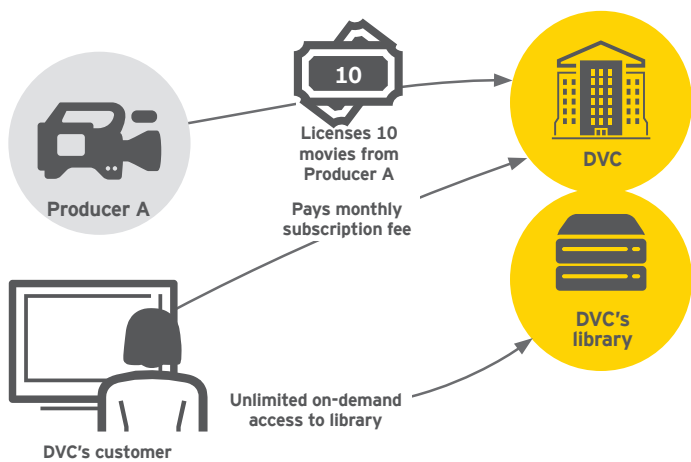 10
Licenses 10
movies from
Producer A
Producer A
DVC
Pays monthly
subscription fee
DVC's
library
Unlimited on-demand
access to library
DVC's customer